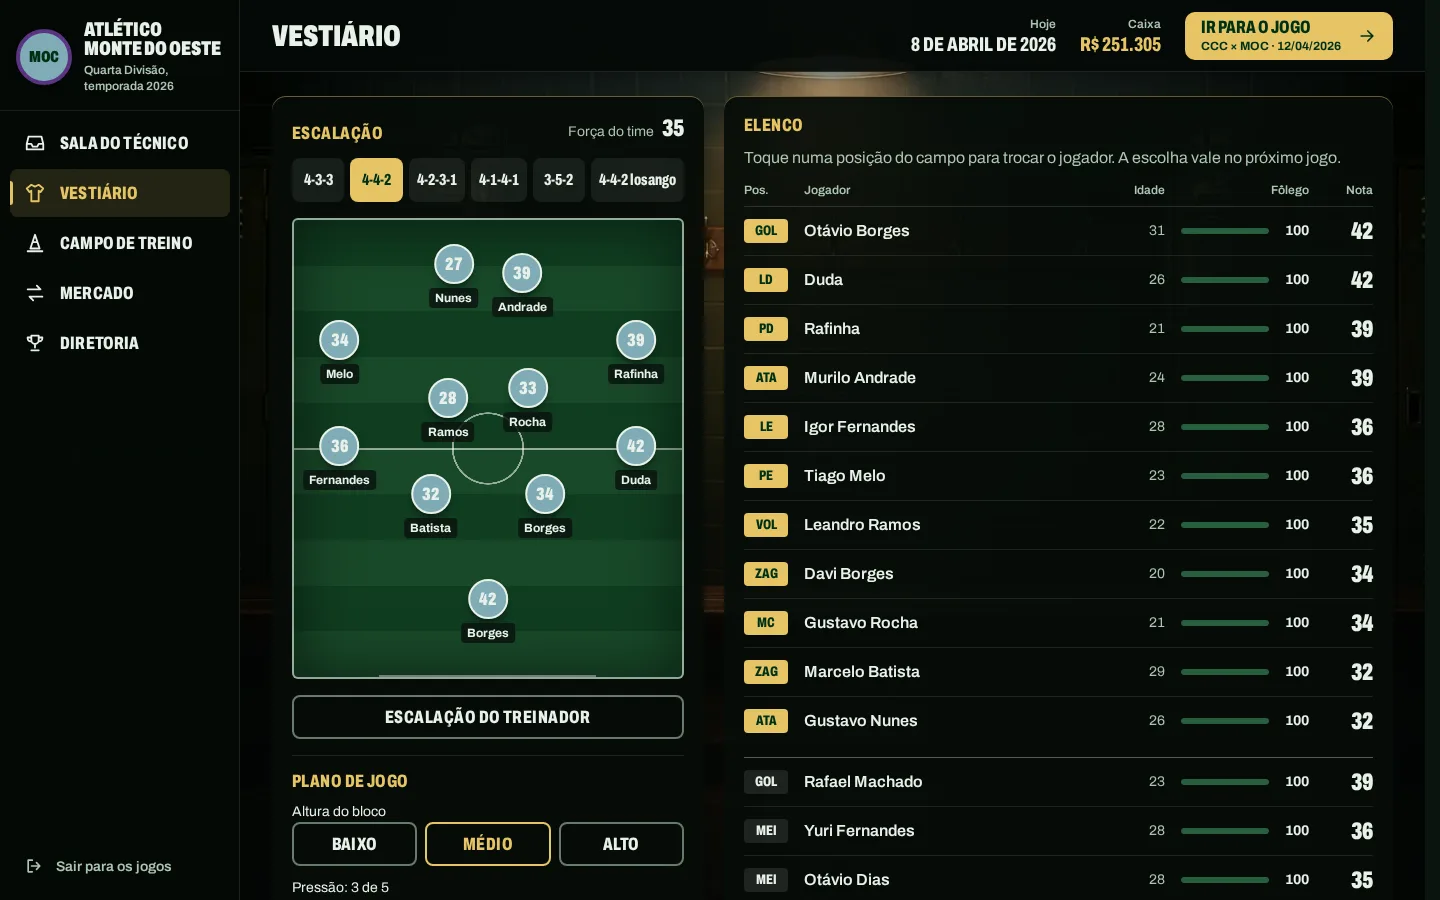 MOC
ATLÉTICO
MONTE DO OESTE
Quarta Divisão,
temporada 2026
SALA DO TÉCNICO
VESTIÁRIO
CAMPO DE TREINO
MERCADO
DIRETORIA
Sair para os jogos
VESTIÁRIO
Hoje
8 DE ABRIL DE 2026
Caixa
R$ 251.305
IR PARA O JOGO
CCC × MOC · 12/04/2026
ESCALAÇÃO
Força do time 35
4-3-3 4-4-2 4-2-3-1 4-1-4-1 3-5-2 4-4-2 losango
27
Nunes
39
Andrade
34
Melo
39
Rafinha
28
Ramos
33
Rocha
36
Fernandes
42
Duda
32
Batista
34
Borges
42
Borges
ESCALAÇÃO DO TREINADOR
PLANO DE JOGO
Altura do bloco
BAIXO MÉDIO ALTO
Pressão: 3 de 5
ELENCO
Toque numa posição do campo para trocar o jogador. A escolha vale no próximo jogo.
Pos. Jogador Idade Fôlego Nota
GOL Otávio Borges 31 100 42
LD Duda 26 100 42
PD Rafinha 21 100 39
ATA Murilo Andrade 24 100 39
LE Igor Fernandes 28 100 36
PE Tiago Melo 23 100 36
VOL Leandro Ramos 22 100 35
ZAG Davi Borges 20 100 34
MC Gustavo Rocha 21 100 34
ZAG Marcelo Batista 29 100 32
ATA Gustavo Nunes 26 100 32
GOL Rafael Machado 23 100 39
MEI Yuri Fernandes 28 100 36
MEI Otávio Dias 28 100 35